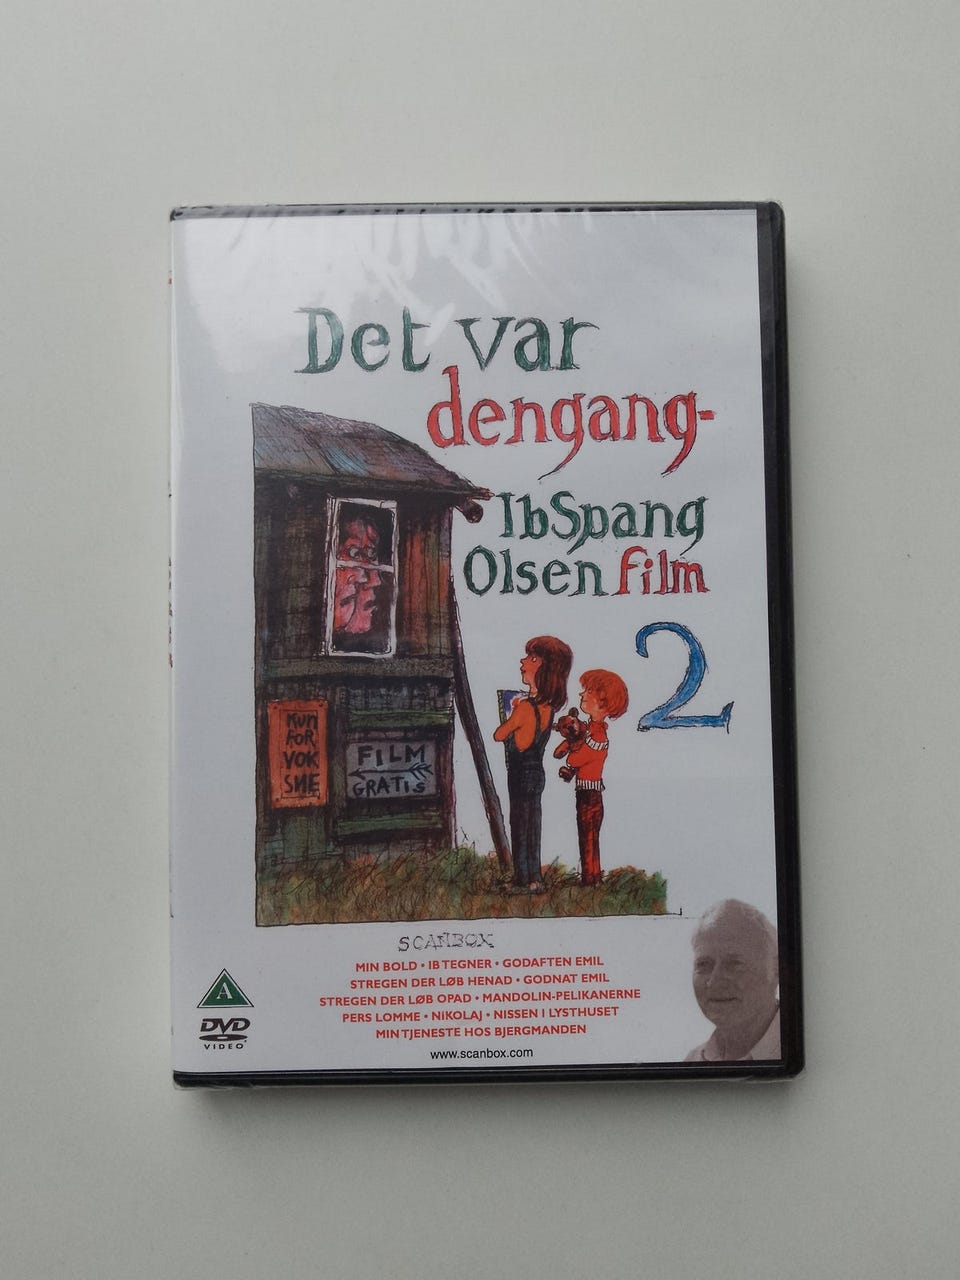 Det var
dengang-
Ib Spang
Olsen film
2
KUN
FOR
VOK
SNE
FILM
GRATIS
SCANBOX
MIN BOLD • IB TEGNER • GODAFTEN EMIL
STREGEN DER LØB HENAD • GODNAT EMIL
STREGEN DER LØB OPAD • MANDOLIN-PELIKANERNE
PERS LOMME • NIKOLAJ • NISSEN I LYSTHUSET
MIN TJENESTE HOS BJERGMANDEN
www.scanbox.com
A
DVD
VIDEO